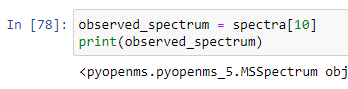 In [78]: observed_spectrum = spectra[10]
print(observed_spectrum)
<pyopenms.pyopenms_5.MSSpectrum obj